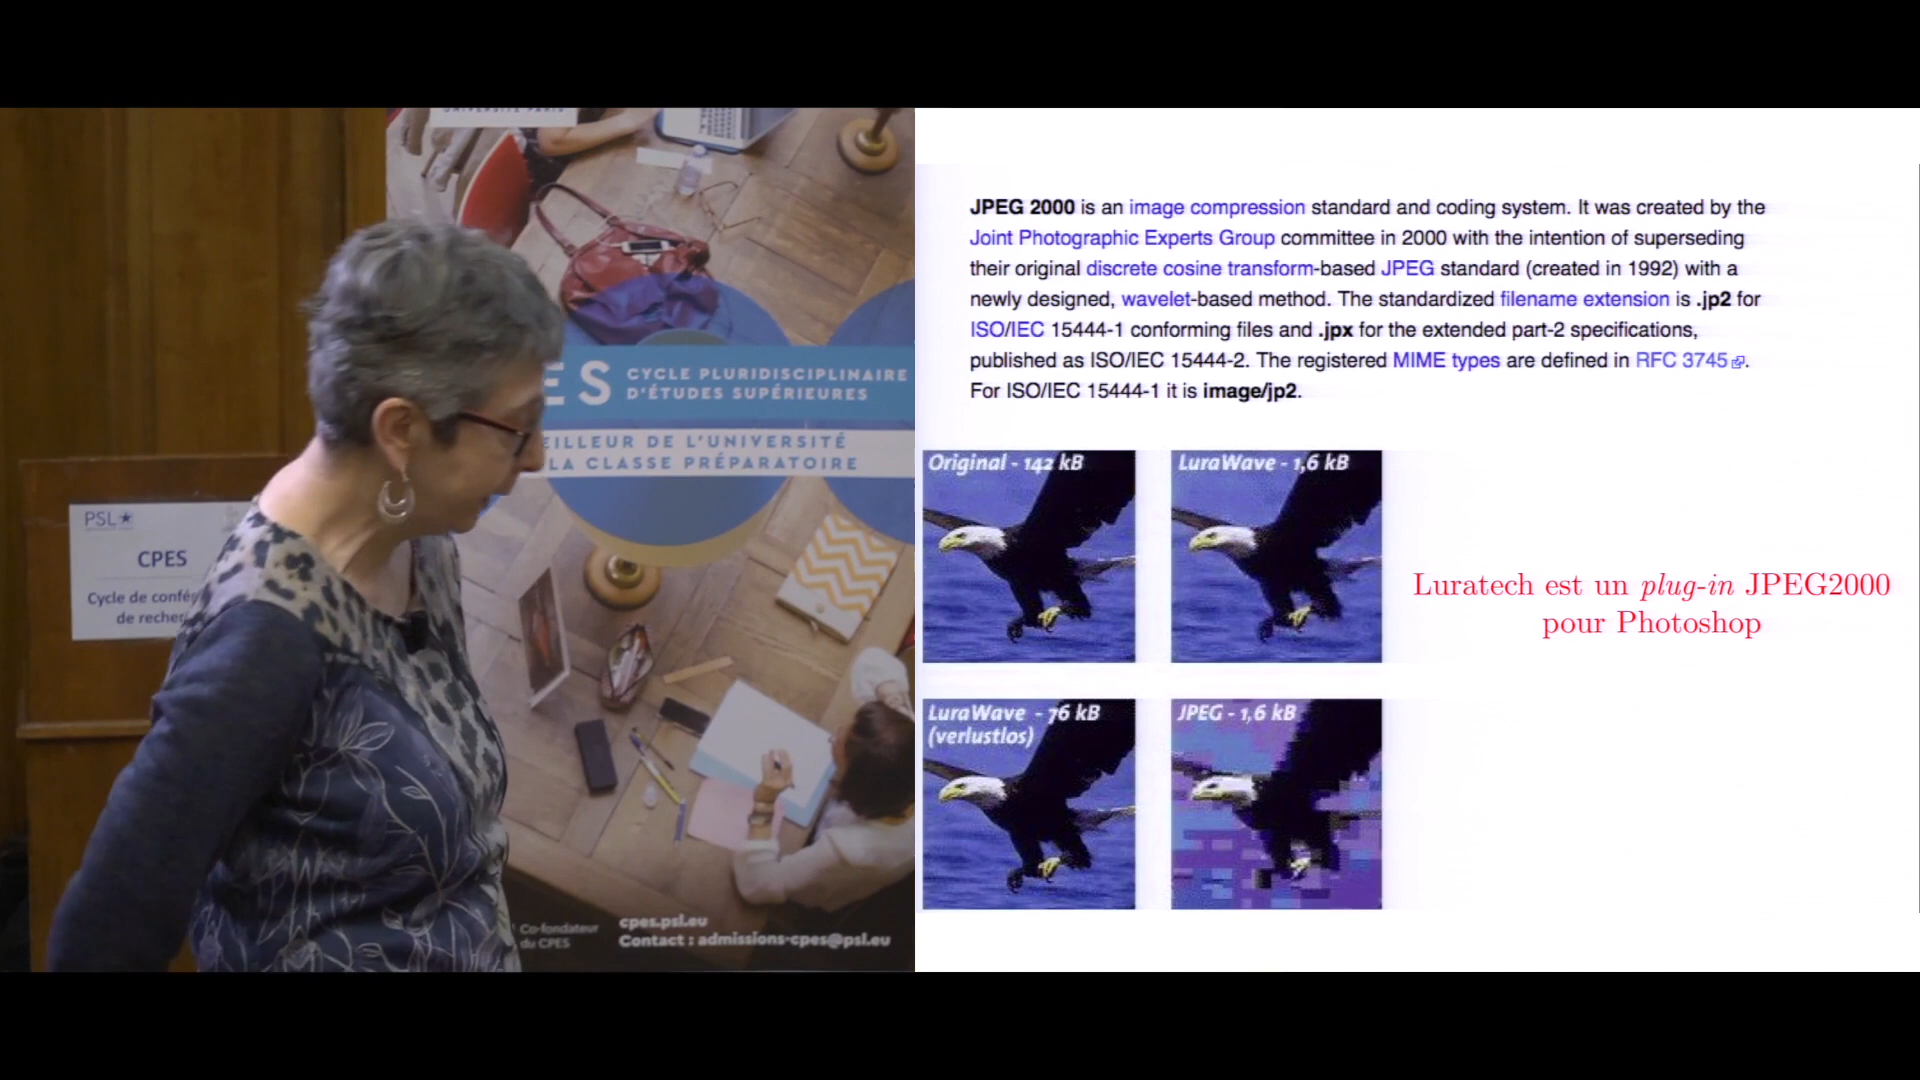 ES CYCLE PLURIDISCIPLINAIRE
D'ÉTUDES SUPÉRIEURES
EILLEUR DE L'UNIVERSITÉ
LA CLASSE PRÉPARATOIRE
PSL
CPES
Cycle de confé
de recher
Co-fondateur
du CPES
cpes.psl.eu
Contact : admissions-cpes@psl.eu
JPEG 2000 is an image compression standard and coding system. It was created by the
Joint Photographic Experts Group committee in 2000 with the intention of superseding
their original discrete cosine transform-based JPEG standard (created in 1992) with a
newly designed, wavelet-based method. The standardized filename extension is .jp2 for
ISO/IEC 15444-1 conforming files and .jpx for the extended part-2 specifications,
published as ISO/IEC 15444-2. The registered MIME types are defined in RFC 3745.
For ISO/IEC 15444-1 it is image/jp2.
Original - 142 kB
LuraWave - 1,6 kB
Luratech est un plug-in JPEG2000
pour Photoshop
LuraWave - 76 kB
(verlustlos)
JPEG - 1,6 kB